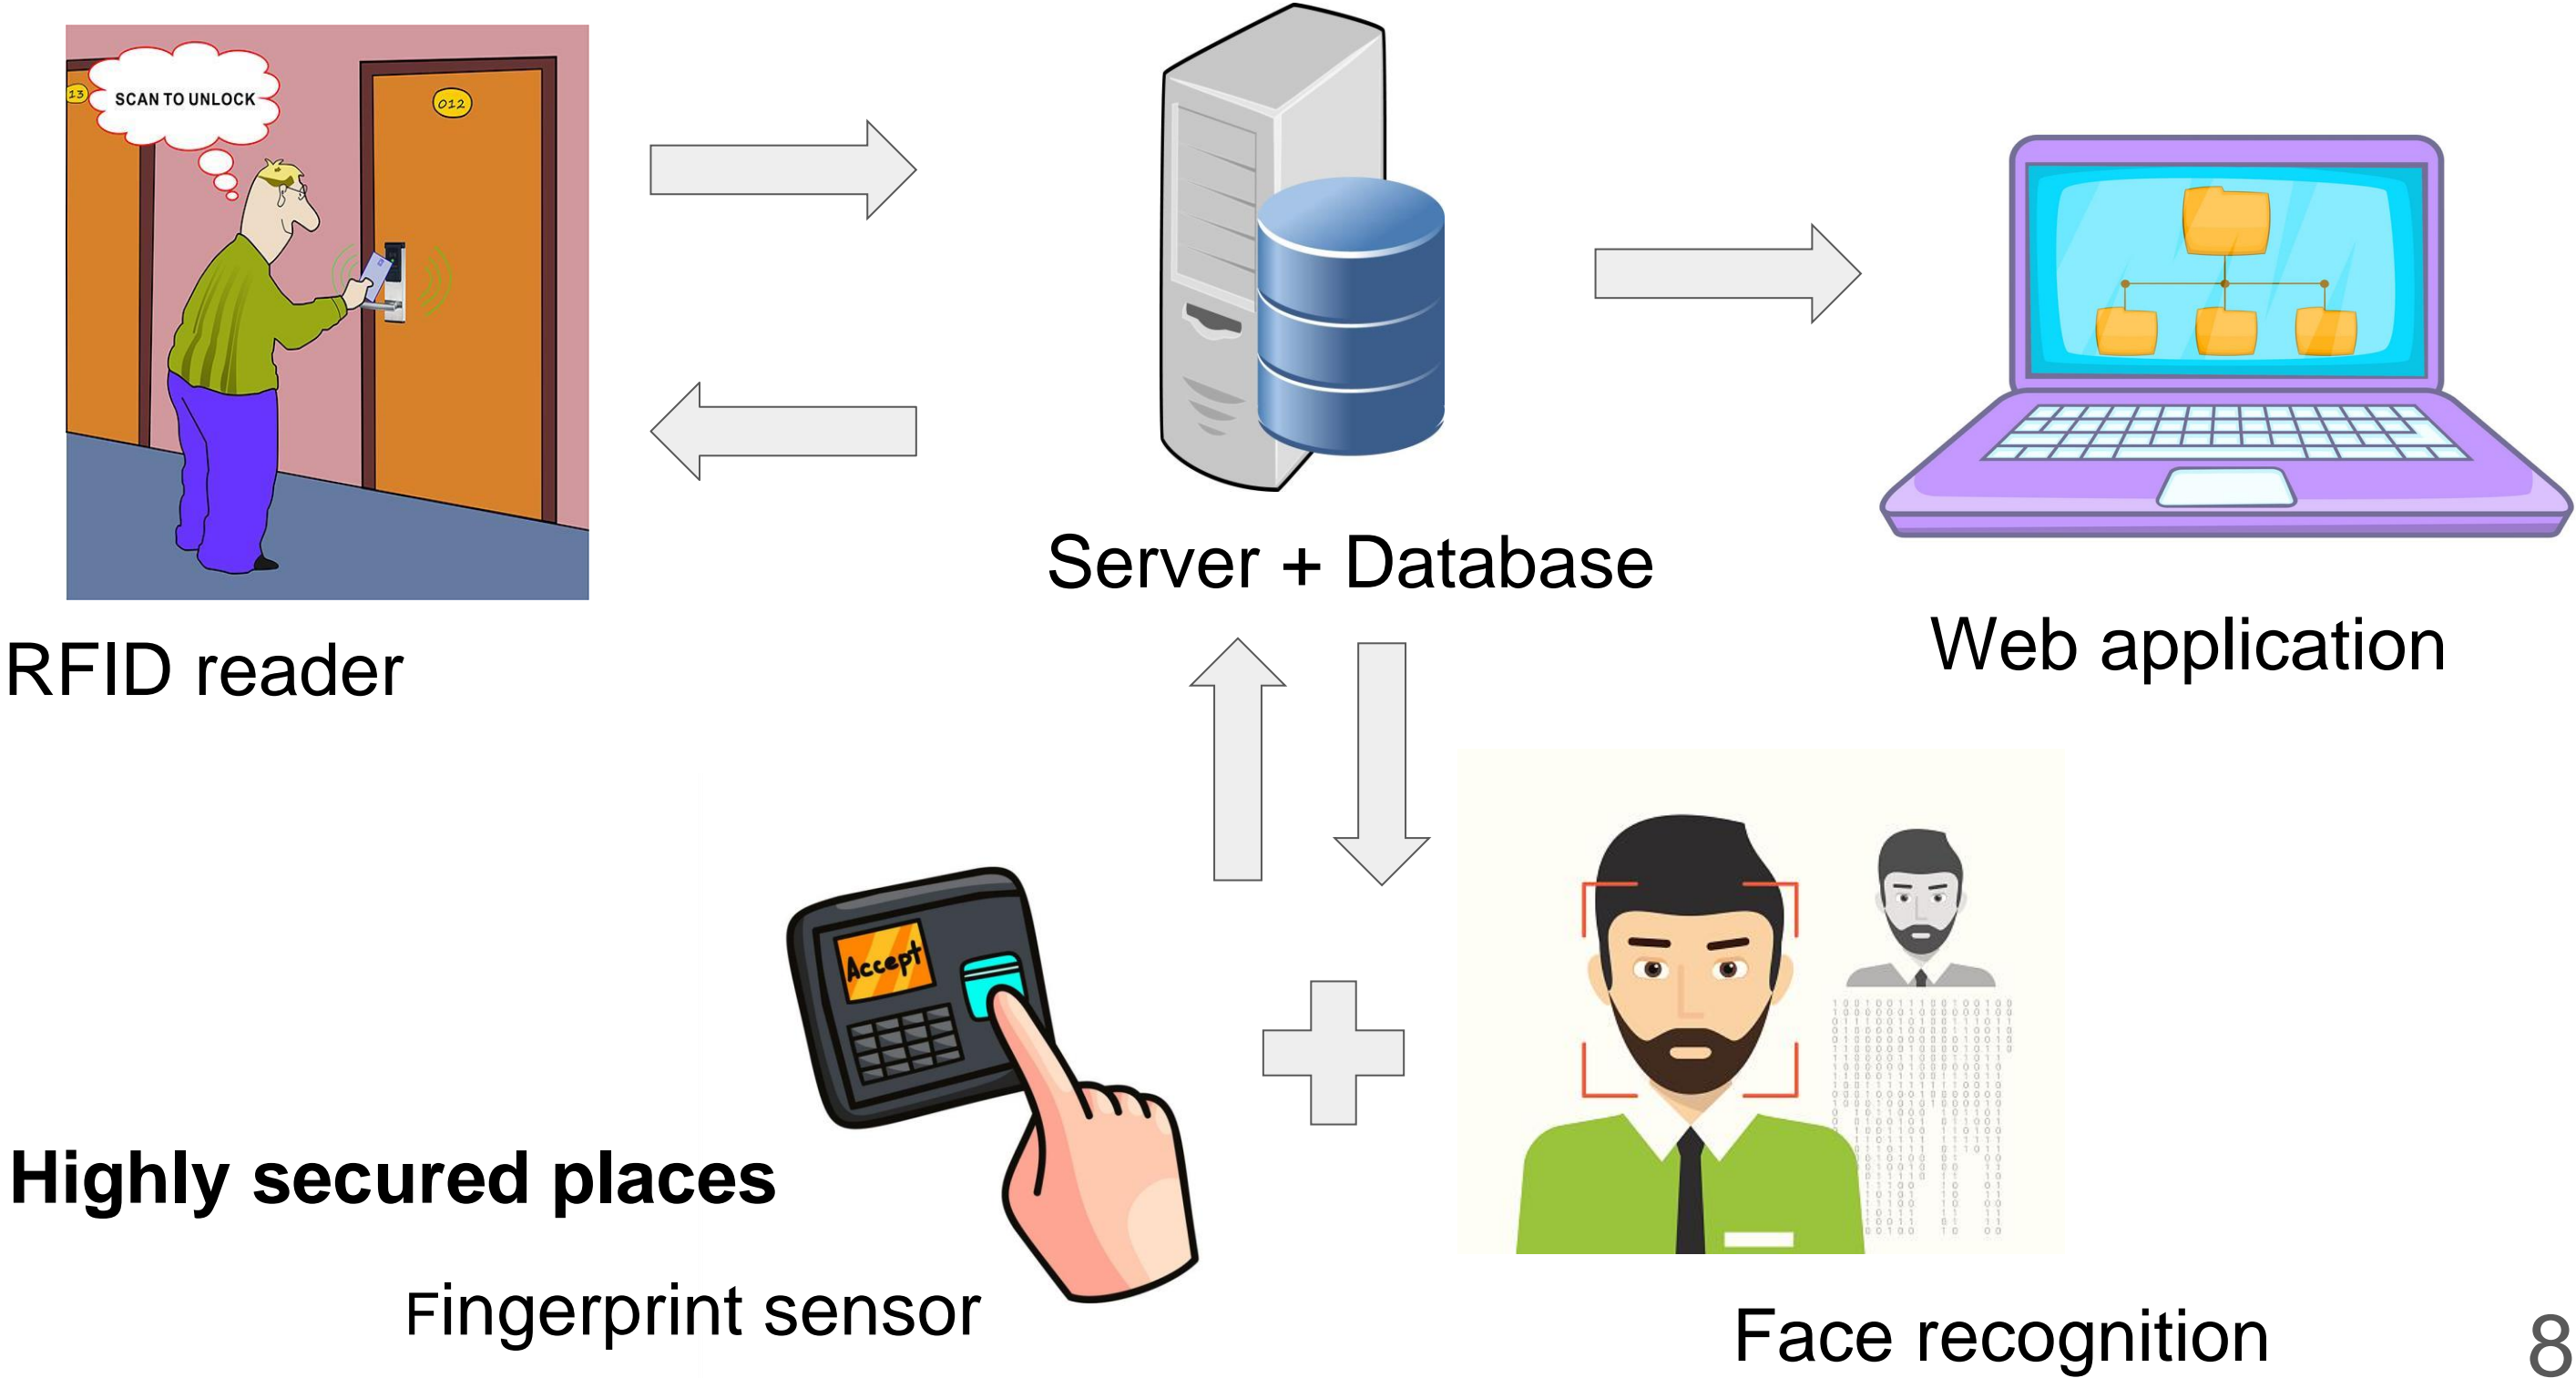 SCAN TO UNLOCK
13
012
Server + Database
RFID reader
Web application
Accept
Highly secured places
Fingerprint sensor
Face recognition
8